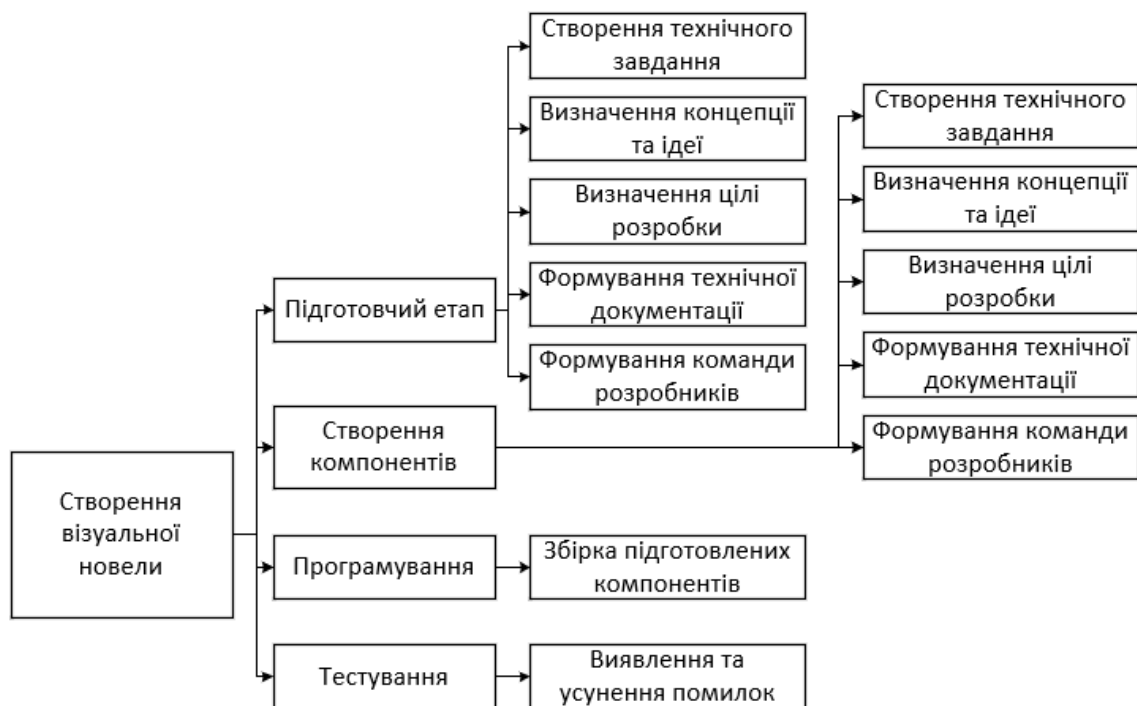 Створення
візуальної
новели
Підготовчий етап
Створення технічного
завдання
Визначення концепції
та ідеї
Визначення цілі
розробки
Формування технічної
документації
Формування команди
розробників
Створення
компонентів
Створення технічного
завдання
Визначення концепції
та ідеї
Визначення цілі
розробки
Формування технічної
документації
Формування команди
розробників
Програмування
Збірка підготовлених
компонентів
Тестування
Виявлення та
усунення помилок